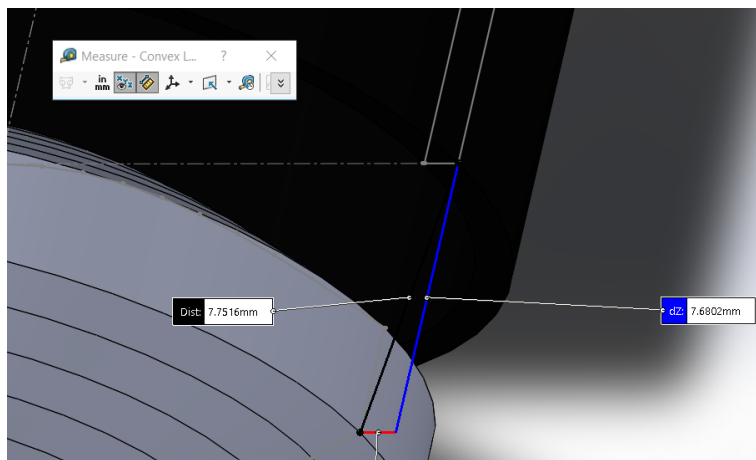 Measure - Convex L...
?
in
mm
Dist: 7.7516mm
dZ: 7.6802mm